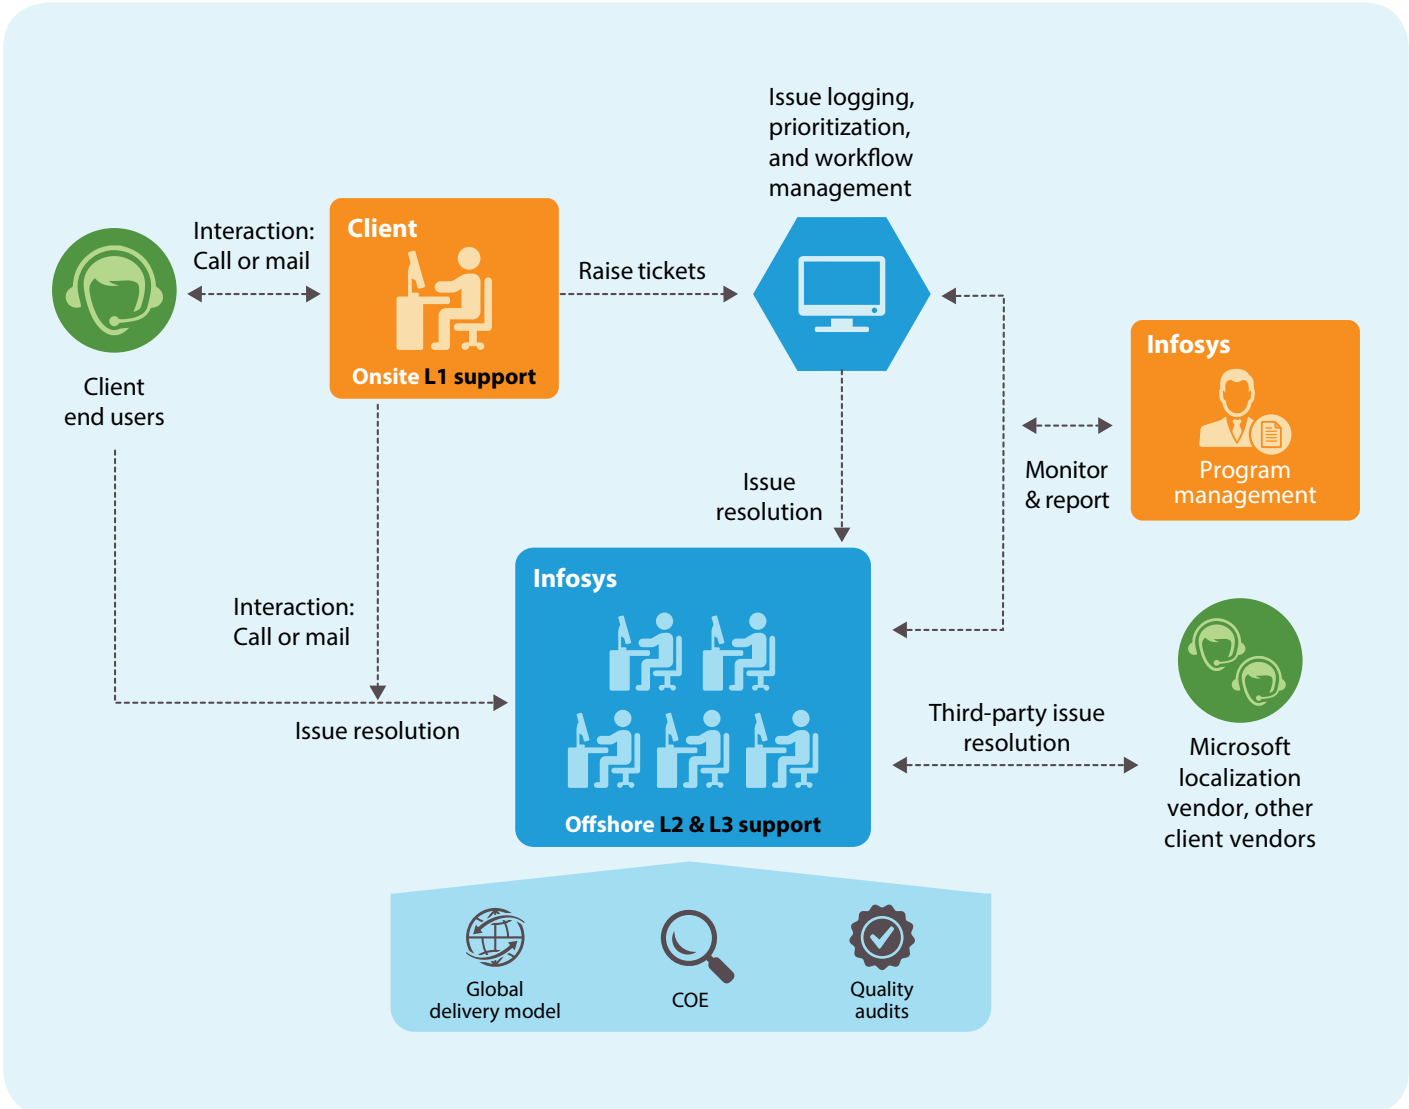 Issue logging,
prioritization,
and workflow
management
Interaction:
Call or mail
Client
Onsite L1 support
Raise tickets
Client
end users
Infosys
Program
management
Monitor
& report
Issue
resolution
Interaction:
Call or mail
Issue resolution
Infosys
Offshore L2 & L3 support
Third-party issue
resolution
Microsoft
localization
vendor, other
client vendors
Global
delivery model
COE
Quality
audits